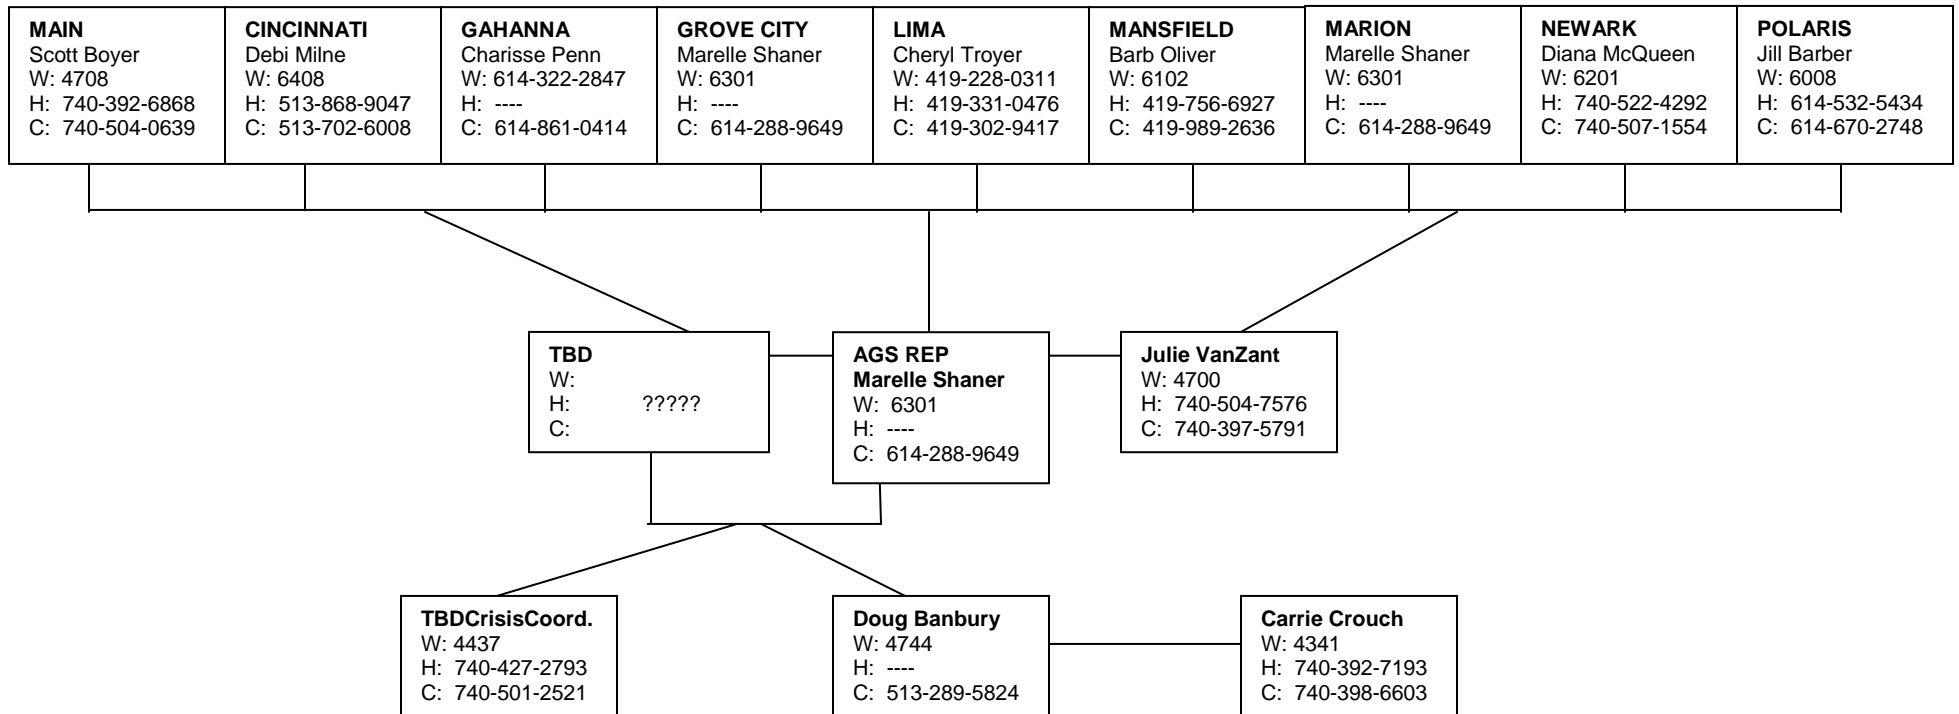 MAIN
Scott Boyer
W: 4708
H: 740-392-6868
C: 740-504-0639
CINCINNATI
Debi Milne
W: 6408
H: 513-868-9047
C: 513-702-6008
GAHANNA
Charisse Penn
W: 614-322-2847
H: ----
C: 614-861-0414
GROVE CITY
Marelle Shaner
W: 6301
H: ----
C: 614-288-9649
LIMA
Cheryl Troyer
W: 419-228-0311
H: 419-331-0476
C: 419-302-9417
MANSFIELD
Barb Oliver
W: 6102
H: 419-756-6927
C: 419-989-2636
MARION
Marelle Shaner
W: 6301
H: ----
C: 614-288-9649
NEWARK
Diana McQueen
W: 6201
H: 740-522-4292
C: 740-507-1554
POLARIS
Jill Barber
W: 6008
H: 614-532-5434
C: 614-670-2748
TBD
W:
H: ?????
C:
AGS REP
Marelle Shaner
W: 6301
H: ----
C: 614-288-9649
Julie VanZant
W: 4700
H: 740-504-7576
C: 740-397-5791
TBDCrisisCoord.
W: 4437
H: 740-427-2793
C: 740-501-2521
Doug Banbury
W: 4744
H: ----
C: 513-289-5824
Carrie Crouch
W: 4341
H: 740-392-7193
C: 740-398-6603